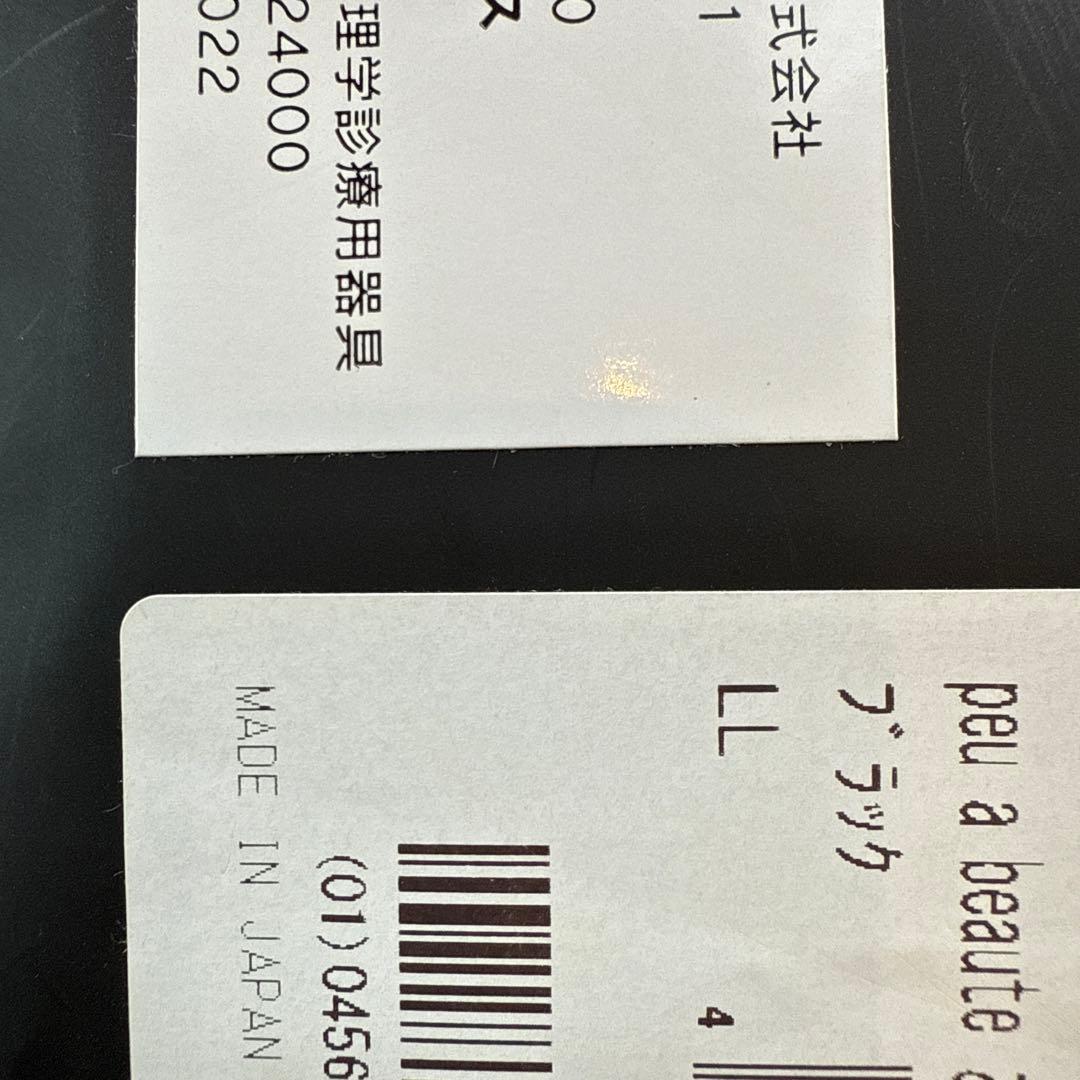 式会社
1
0
ス
理学診療用器具
24000
022
peu a beaute
ブラック
LL
4
(01)0456
MADE IN JAPAN